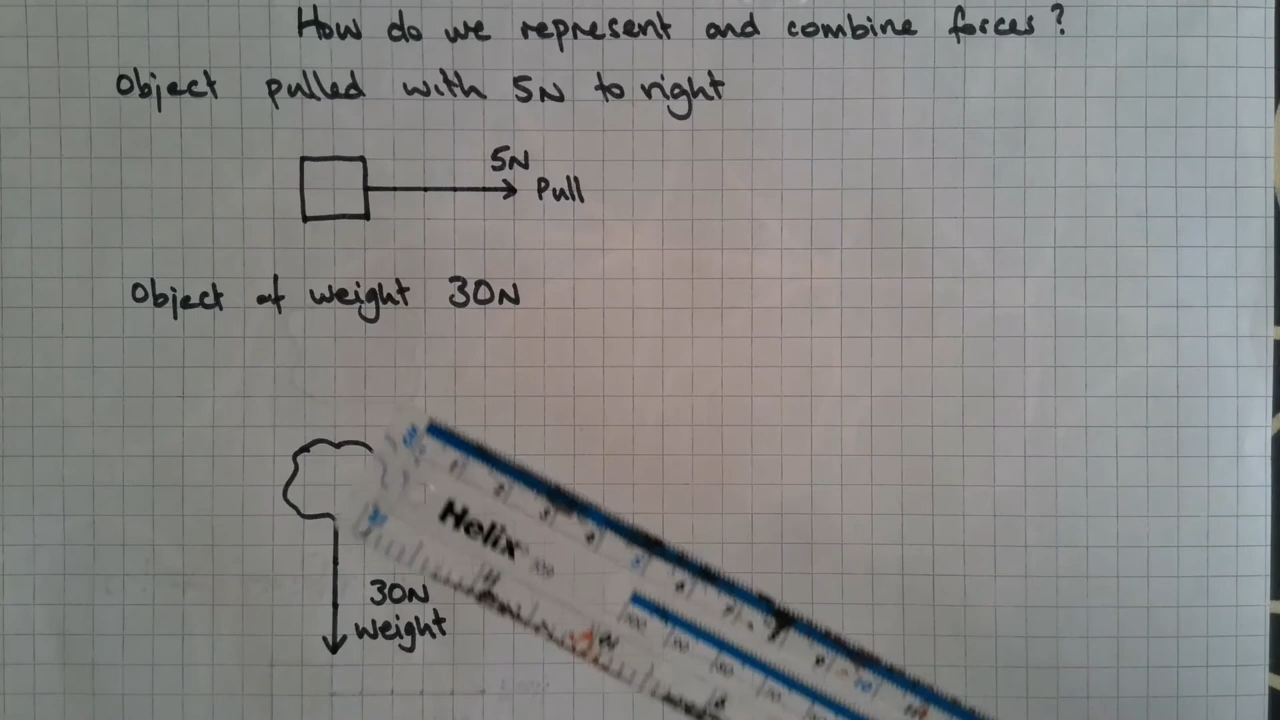 How do we represent and combine forces?
Object pulled with 5N to right
5N
Pull
Object of weight 30N
Helix
30N
weight